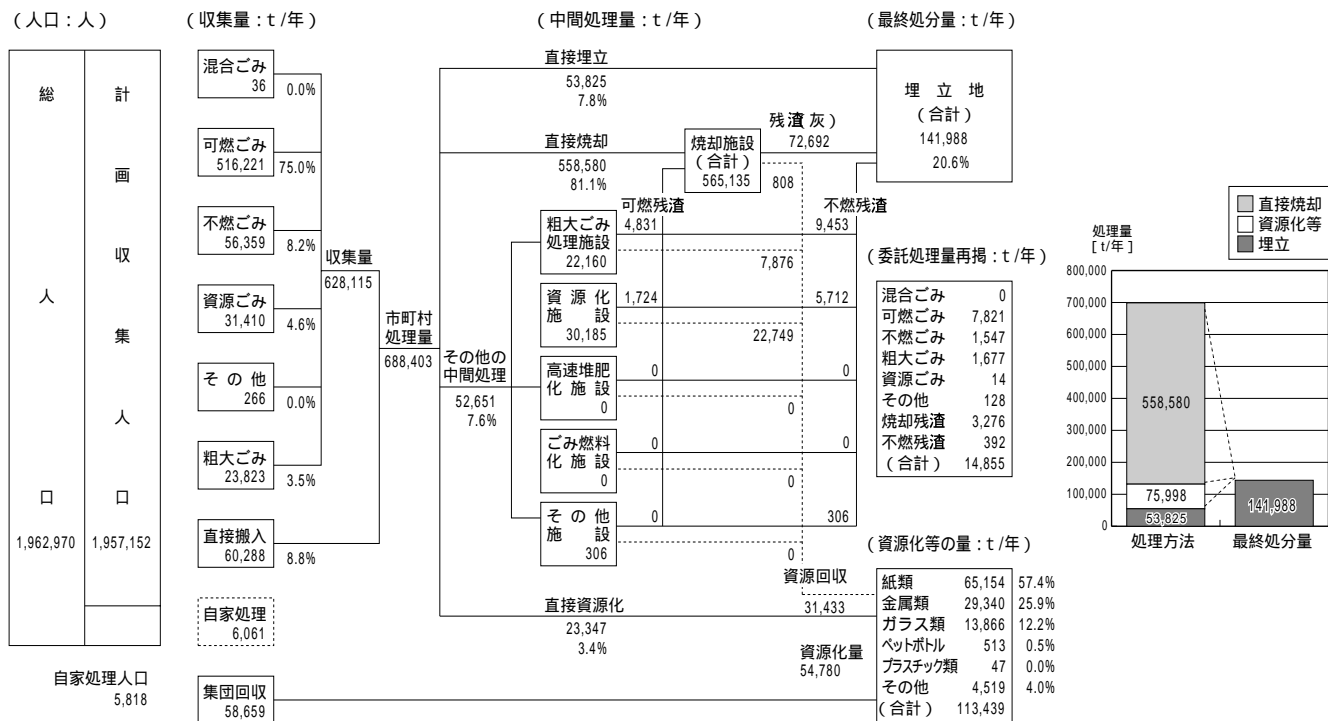 (人口:人)
総人口
1,962,970
計画収集人口
1,957,152
自家処理人口
5,818
(収集量:t/年)
混合ごみ
36
0.0%
可燃ごみ
516,221
75.0%
不燃ごみ
56,359
8.2%
資源ごみ
31,410
4.6%
その他
266
0.0%
粗大ごみ
23,823
3.5%
直接搬入
60,288
8.8%
自家処理
6,061
集団回収
58,659
収集量
628,115
市町村
処理量
688,403
(中間処理量:t/年)
直接埋立
53,825
7.8%
直接焼却
558,580
81.1%
焼却施設
(合計)
565,135
残渣(灰)
72,692
808
可燃残渣
不燃残渣
その他の
中間処理
52,651
7.6%
粗大ごみ
処理施設
22,160
4,831
9,453
7,876
資源化
施設
30,185
1,724
5,712
22,749
高速堆肥
化施設
0
0
0
0
ごみ燃料
化施設
0
0
0
0
その他
施設
306
0
306
0
資源回収
31,433
直接資源化
23,347
3.4%
資源化量
54,780
(最終処分量:t/年)
埋立地
(合計)
141,988
20.6%
(委託処理量再掲:t/年)
混合ごみ 0
可燃ごみ 7,821
不燃ごみ 1,547
粗大ごみ 1,677
資源ごみ 14
その他 128
焼却残渣 3,276
不燃残渣 392
(合計) 14,855
(資源化等の量:t/年)
紙類 65,154 57.4%
金属類 29,340 25.9%
ガラス類 13,866 12.2%
ペットボトル 513 0.5%
プラスチック類 47 0.0%
その他 4,519 4.0%
(合計) 113,439
直接焼却
資源化等
埋立
処理量
[t/年]
800,000
700,000
600,000
500,000
400,000
300,000
200,000
100,000
0
558,580
75,998
53,825
141,988
処理方法
最終処分量